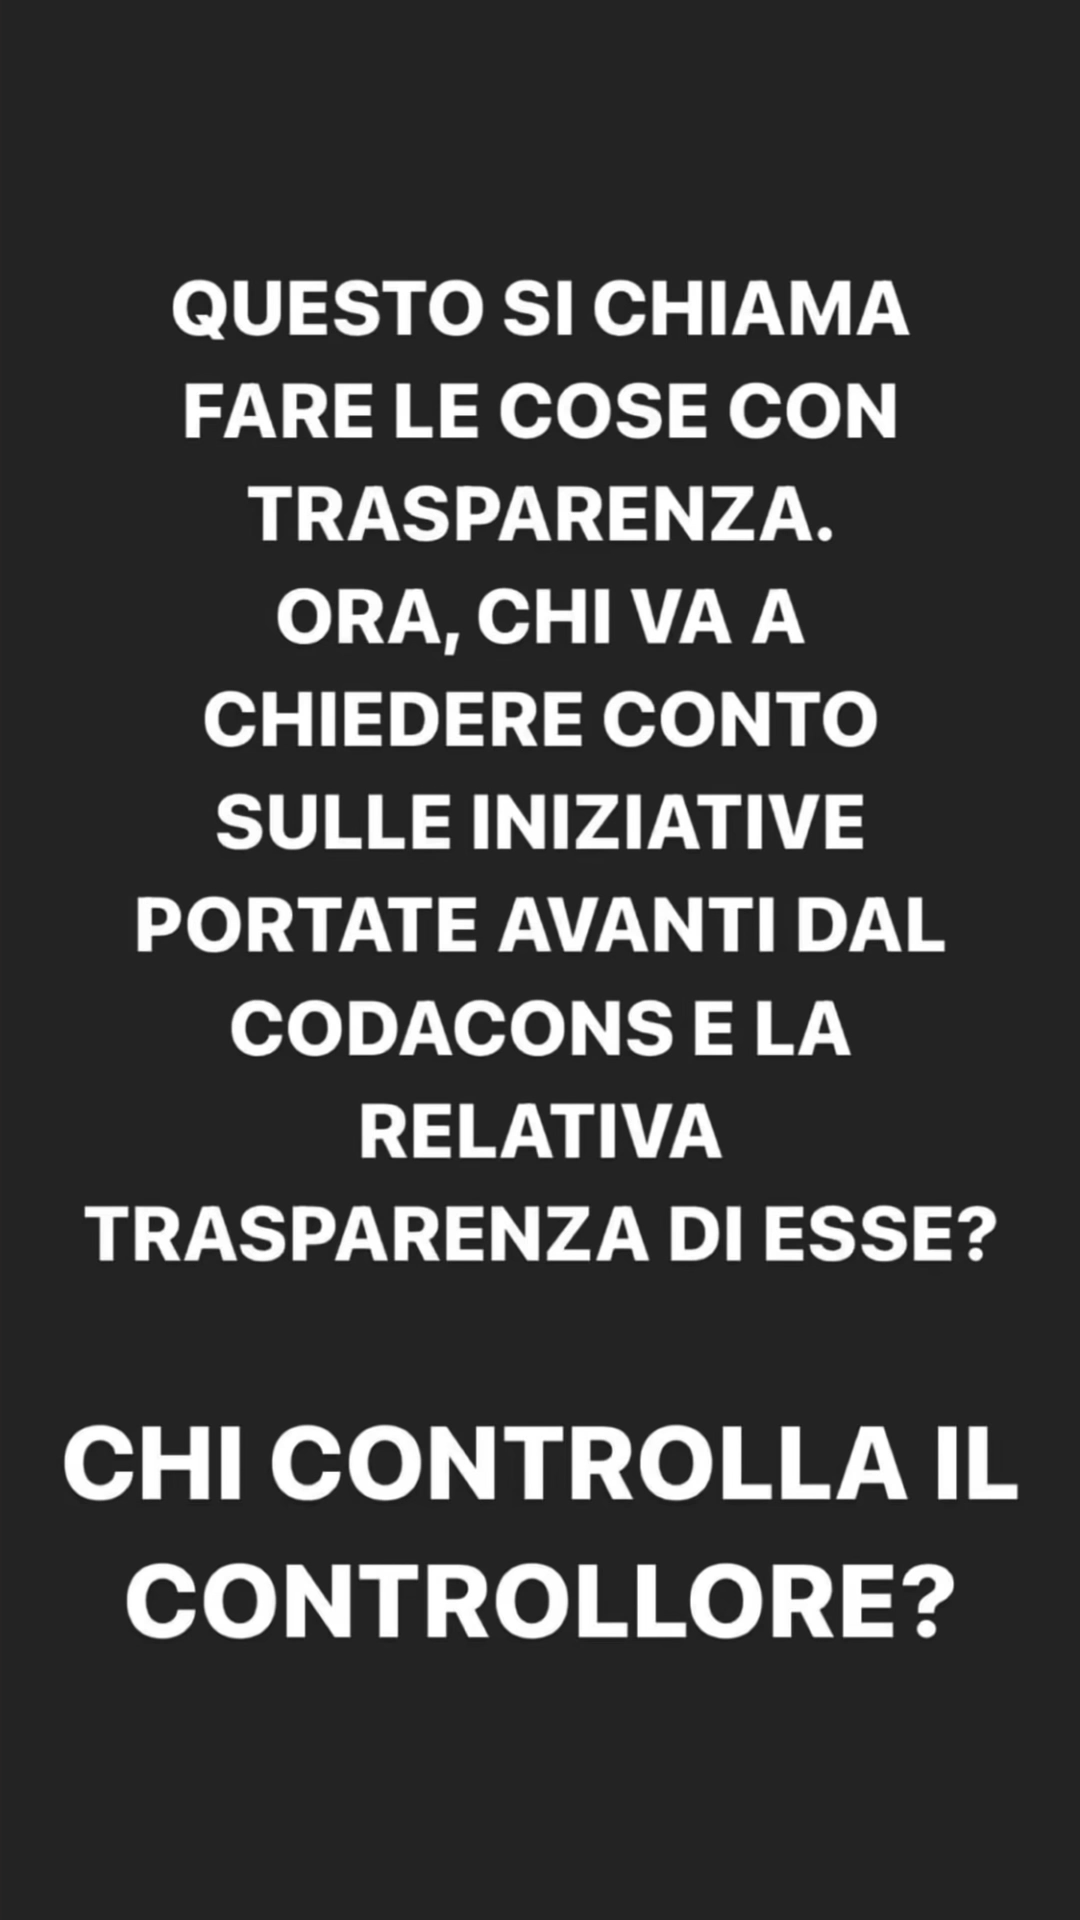 QUESTO SI CHIAMA
FARE LE COSE CON
TRASPARENZA.
ORA, CHI VA A
CHIEDERE CONTO
SULLE INIZIATIVE
PORTATE AVANTI DAL
CODACONS E LA
RELATIVA
TRASPARENZA DI ESSE?
CHI CONTROLLA IL
CONTROLLORE?